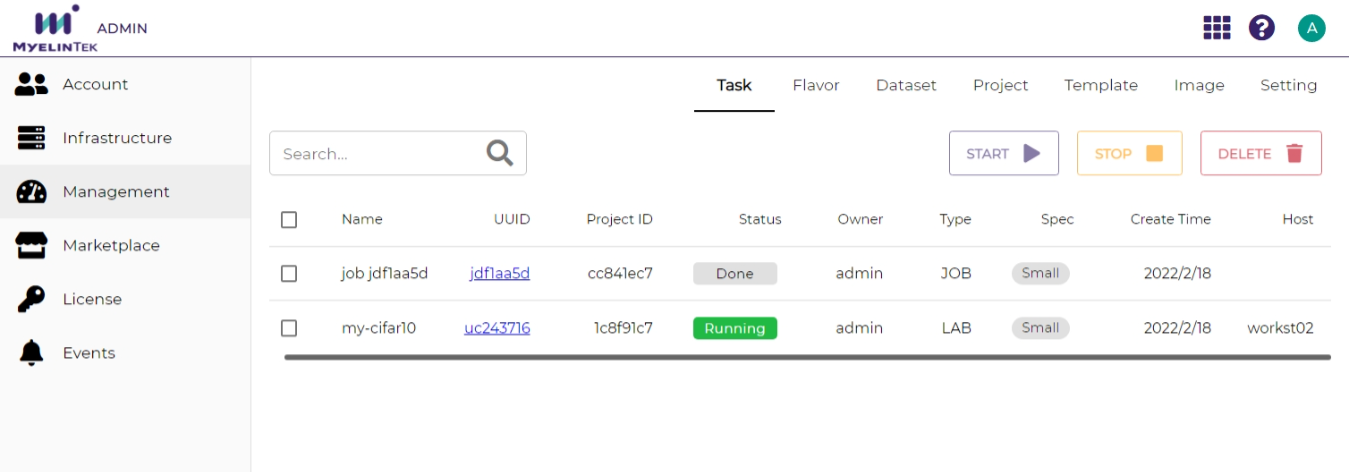 ADMIN
MYELINTEK
A
Account
Infrastructure
Management
Marketplace
License
Events
Task Flavor Dataset Project Template Image Setting
Search...
START STOP DELETE
Name UUID Project ID Status Owner Type Spec Create Time Host
job jdf1aa5d jdf1aa5d cc841ec7 Done admin JOB Small 2022/2/18
my-cifar10 uc243716 1c8f91c7 Running admin LAB Small 2022/2/18 workst02